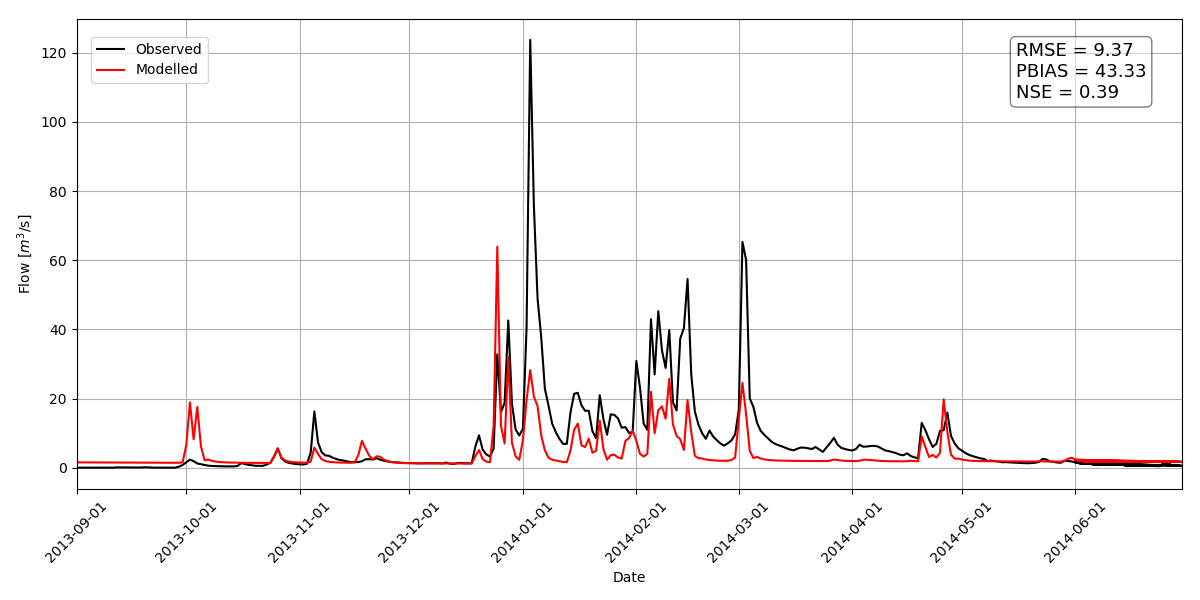 Observed
Modelled
RMSE = 9.37
PBIAS = 43.33
NSE = 0.39
120
100
80
60
40
20
0
Flow [m³/s]
2013-09-01
2013-10-01
2013-11-01
2013-12-01
2014-01-01
2014-02-01
2014-03-01
2014-04-01
2014-05-01
2014-06-01
Date